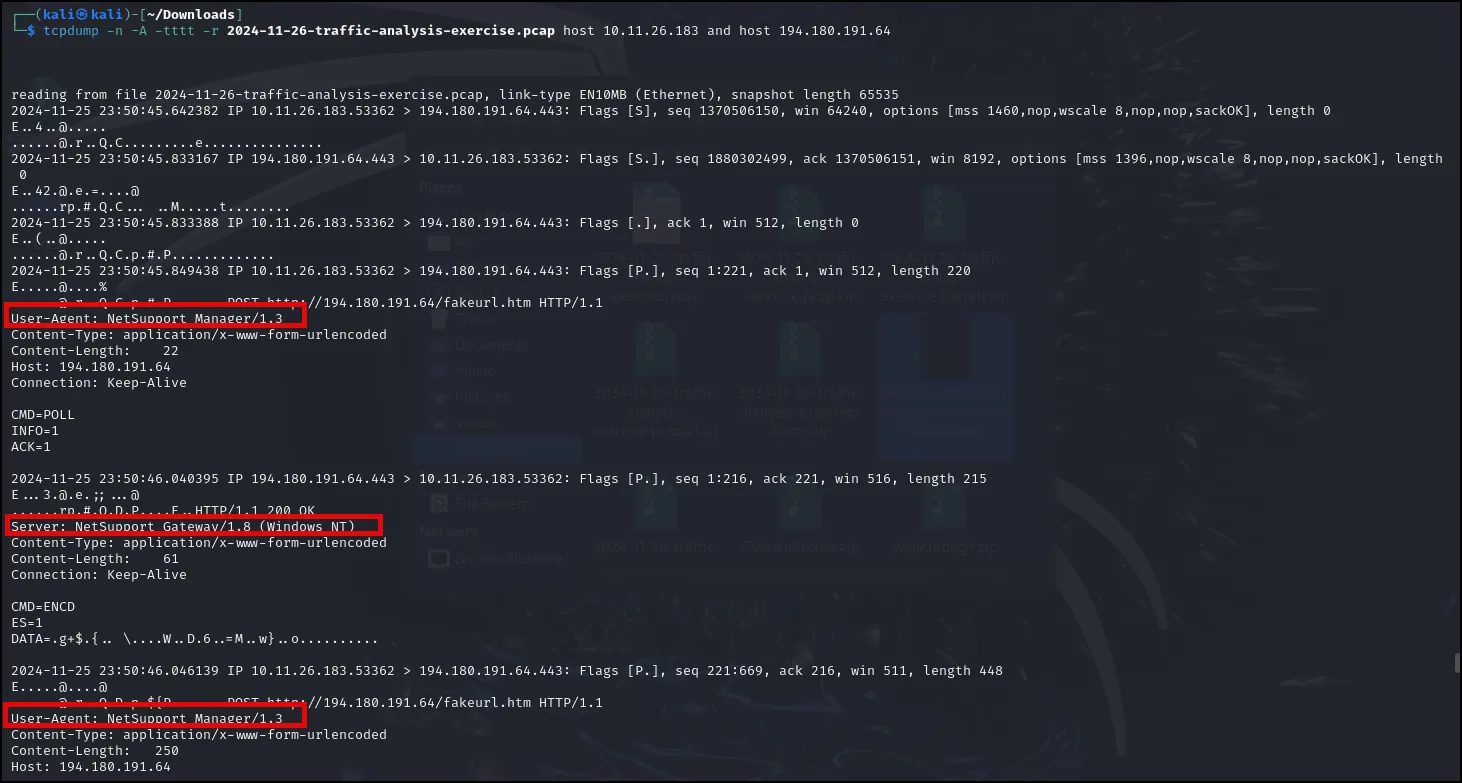 ┌──(kali㉿kali)-[~/Downloads]
└─$ tcpdump -n -A -tttt -r 2024-11-26-traffic-analysis-exercise.pcap host 10.11.26.183 and host 194.180.191.64
reading from file 2024-11-26-traffic-analysis-exercise.pcap, link-type EN10MB (Ethernet), snapshot length 65535
2024-11-25 23:50:45.642382 IP 10.11.26.183.53362 > 194.180.191.64.443: Flags [S], seq 1370506150, win 64240, options [mss 1460,nop,wscale 8,nop,nop,sackOK], length 0
E..4..@.....
......@.r..Q.C.........e...............
2024-11-25 23:50:45.833167 IP 194.180.191.64.443 > 10.11.26.183.53362: Flags [S.], seq 1880302499, ack 1370506151, win 8192, options [mss 1396,nop,wscale 8,nop,nop,sackOK], length
0
E..42.@.e.=....@
......rp.#.Q.C... ..M.....t........
2024-11-25 23:50:45.833388 IP 10.11.26.183.53362 > 194.180.191.64.443: Flags [.], ack 1, win 512, length 0
E..(..@.....
......@.r..Q.C.p.#.P.............
2024-11-25 23:50:45.849438 IP 10.11.26.183.53362 > 194.180.191.64.443: Flags [P.], seq 1:221, ack 1, win 512, length 220
E.....@....%
......@.r..Q.C.p.#.P.......POST http://194.180.191.64/fakeurl.htm HTTP/1.1
User-Agent: NetSupport Manager/1.3
Content-Type: application/x-www-form-urlencoded
Content-Length:    22
Host: 194.180.191.64
Connection: Keep-Alive
CMD=POLL
INFO=1
ACK=1
2024-11-25 23:50:46.040395 IP 194.180.191.64.443 > 10.11.26.183.53362: Flags [P.], seq 1:216, ack 221, win 516, length 215
E...3.@.e.;;...@
......rp.#.Q.D.P....E..HTTP/1.1 200 OK
Server: NetSupport Gateway/1.8 (Windows NT)
Content-Type: application/x-www-form-urlencoded
Content-Length:    61
Connection: Keep-Alive
CMD=ENCD
ES=1
DATA=.g+$.{.. \....W..D.6..=M..w}..o..........
2024-11-25 23:50:46.046139 IP 10.11.26.183.53362 > 194.180.191.64.443: Flags [P.], seq 221:669, ack 216, win 511, length 448
E.....@....@
......@.r..Q.D.p.${P.......POST http://194.180.191.64/fakeurl.htm HTTP/1.1
User-Agent: NetSupport Manager/1.3
Content-Type: application/x-www-form-urlencoded
Content-Length:   250
Host: 194.180.191.64